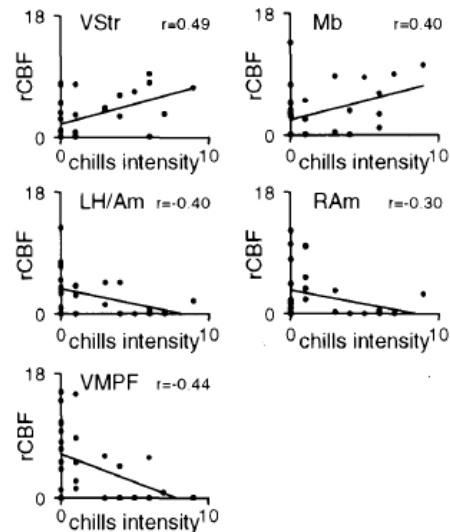 VStr r=0.49
18
rCBF
0
0 chills intensity 10
Mb r=0.40
18
rCBF
0
0 chills intensity 10
LH/Am r=-0.40
18
rCBF
0
0 chills intensity 10
RAm r=-0.30
18
rCBF
0
0 chills intensity 10
VMPF r=-0.44
18
rCBF
0
0 chills intensity 10